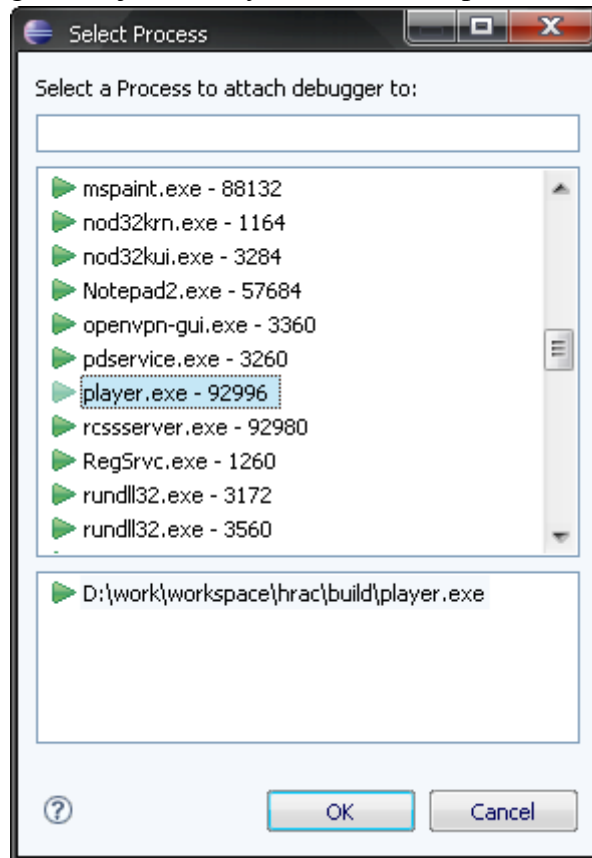 Select Process
Select a Process to attach debugger to:
mspaint.exe - 88132
nod32krn.exe - 1164
nod32kui.exe - 3284
Notepad2.exe - 57684
openvpn-gui.exe - 3360
pdservice.exe - 3260
player.exe - 92996
rcssserver.exe - 92980
RegSrvc.exe - 1260
rundll32.exe - 3172
rundll32.exe - 3560
D:\work\workspace\hrac\build\player.exe
?
OK Cancel